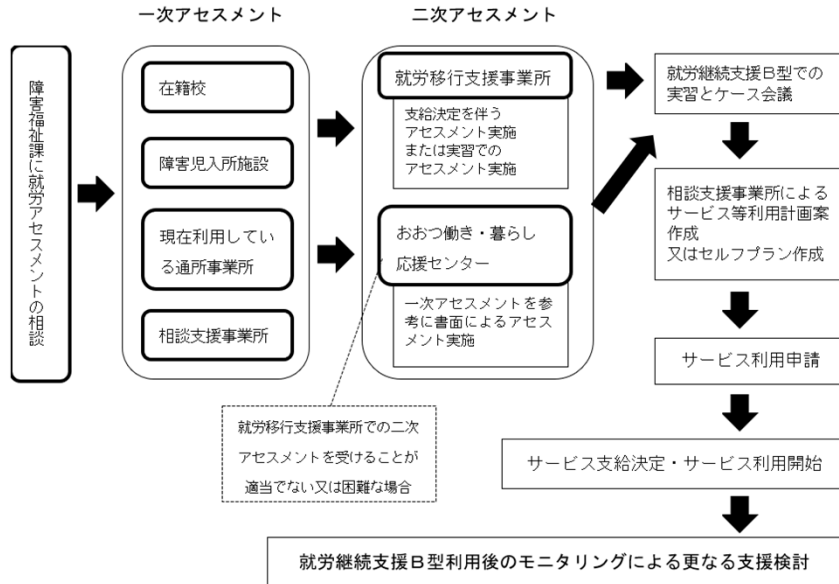 一次アセスメント
二次アセスメント
障害福祉課に就労アセスメントの相談
在籍校
障害児入所施設
現在利用してい
る通所事業所
相談支援事業所
就労移行支援事業所
支給決定を伴う
アセスメント実施
または実習での
アセスメント実施
おおつ働き・暮らし
応援センター
一次アセスメントを参
考に書面によるアセス
メント実施
就労移行支援事業所での二次
アセスメントを受けることが
適当でない又は困難な場合
就労継続支援B型での
実習とケース会議
相談支援事業所による
サービス等利用計画案
作成
又はセルフプラン作成
サービス利用申請
サービス支給決定・サービス利用開始
就労継続支援B型利用後のモニタリングによる更なる支援検討